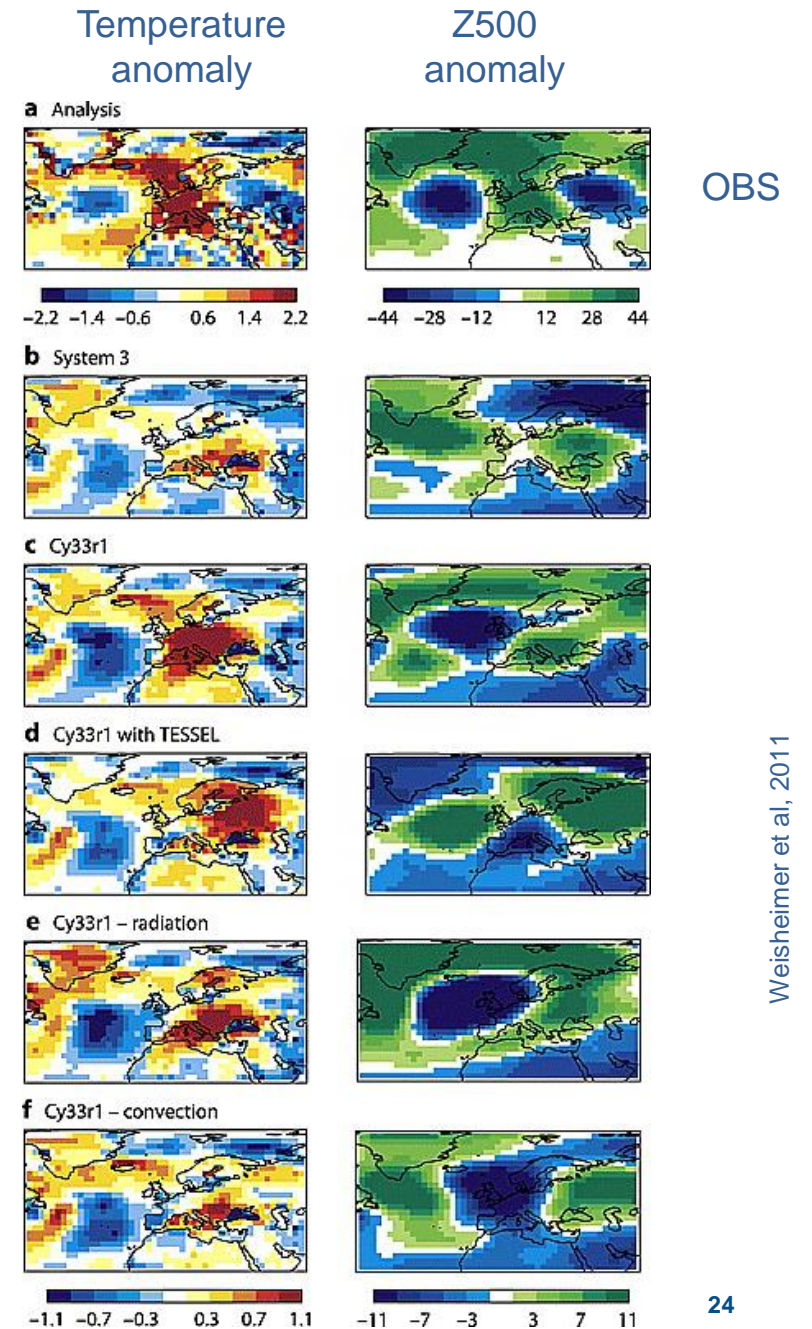 Temperature
anomaly
Z500
anomaly
a Analysis
OBS
−2.2 −1.4 −0.6 0.6 1.4 2.2
−44 −28 −12 12 28 44
b System 3
c Cy33r1
d Cy33r1 with TESSEL
Weisheimer et al, 2011
e Cy33r1 – radiation
f Cy33r1 – convection
−1.1 −0.7 −0.3 0.3 0.7 1.1
−11 −7 −3 3 7 11
24